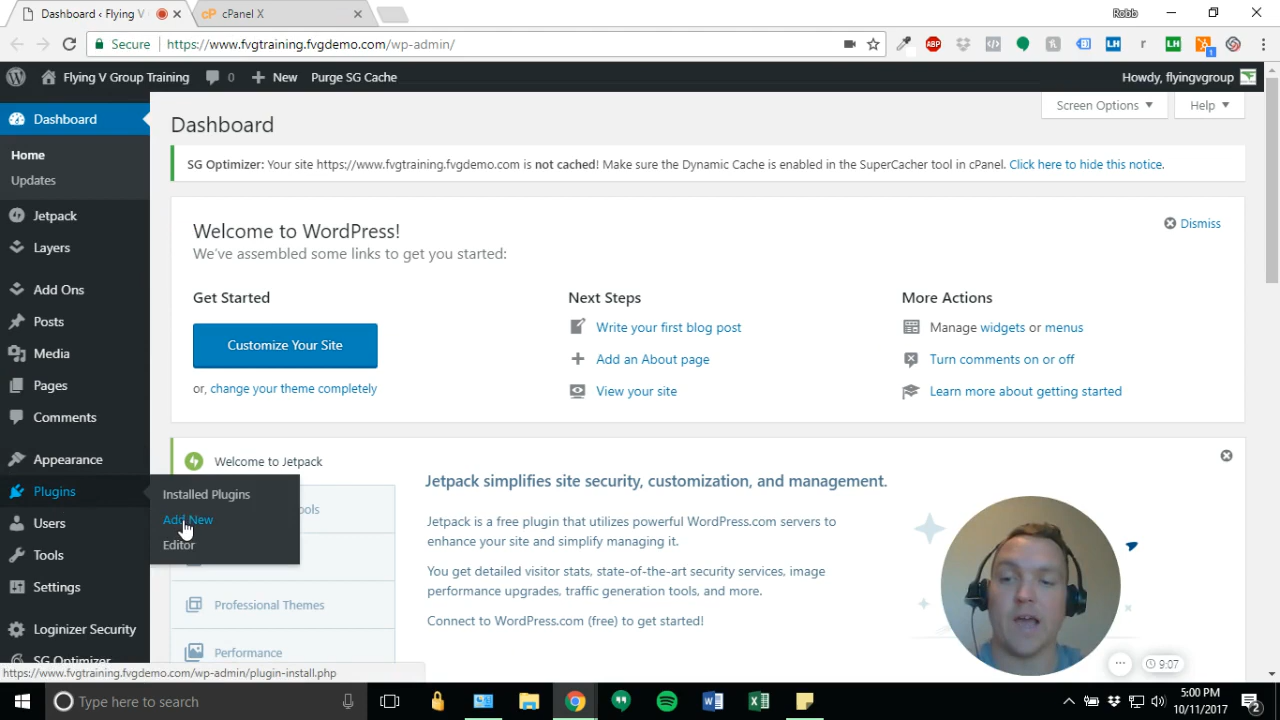 Dashboard ‹ Flying V
cPanel X
Robb
Secure
https://www.fvgtraining.fvgdemo.com/wp-admin/
ABP
LH
r
LH
1
Flying V Group Training
0
New
Purge SG Cache
Howdy, flyingvgroup
Dashboard
Home
Updates
Jetpack
Layers
Add Ons
Posts
Media
Pages
Comments
Appearance
Plugins
Users
Tools
Settings
Loginizer Security
SG Optimizer
Installed Plugins
Add New
Editor
Screen Options
Help
Dashboard
SG Optimizer: Your site https://www.fvgtraining.fvgdemo.com is not cached! Make sure the Dynamic Cache is enabled in the SuperCacher tool in cPanel. Click here to hide this notice.
Welcome to WordPress!
We've assembled some links to get you started:
Dismiss
Get Started
Customize Your Site
or, change your theme completely
Next Steps
Write your first blog post
Add an About page
View your site
More Actions
Manage widgets or menus
Turn comments on or off
Learn more about getting started
Welcome to Jetpack
ools
Professional Themes
Performance
Jetpack simplifies site security, customization, and management.
Jetpack is a free plugin that utilizes powerful WordPress.com servers to
enhance your site and simplify managing it.
You get detailed visitor stats, state-of-the-art security services, image
performance upgrades, traffic generation tools, and more.
Connect to WordPress.com (free) to get started!
9:07
https://www.fvgtraining.fvgdemo.com/wp-admin/plugin-install.php
Type here to search
5:00 PM
10/11/2017
2